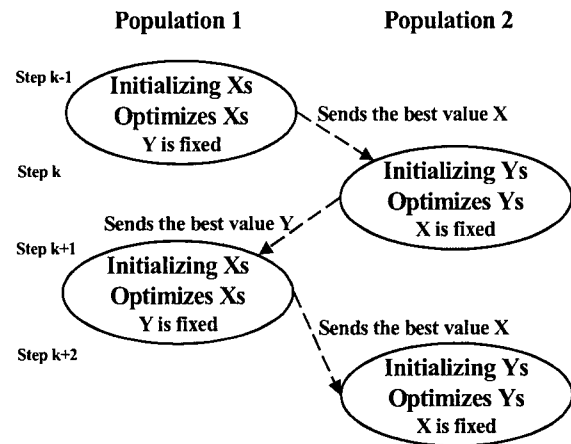 Population 1
Population 2
Step k-1
Initializing Xs
Optimizes Xs
Y is fixed
Sends the best value X
Step k
Initializing Ys
Optimizes Ys
X is fixed
Sends the best value Y
Step k+1
Initializing Xs
Optimizes Xs
Y is fixed
Sends the best value X
Step k+2
Initializing Ys
Optimizes Ys
X is fixed